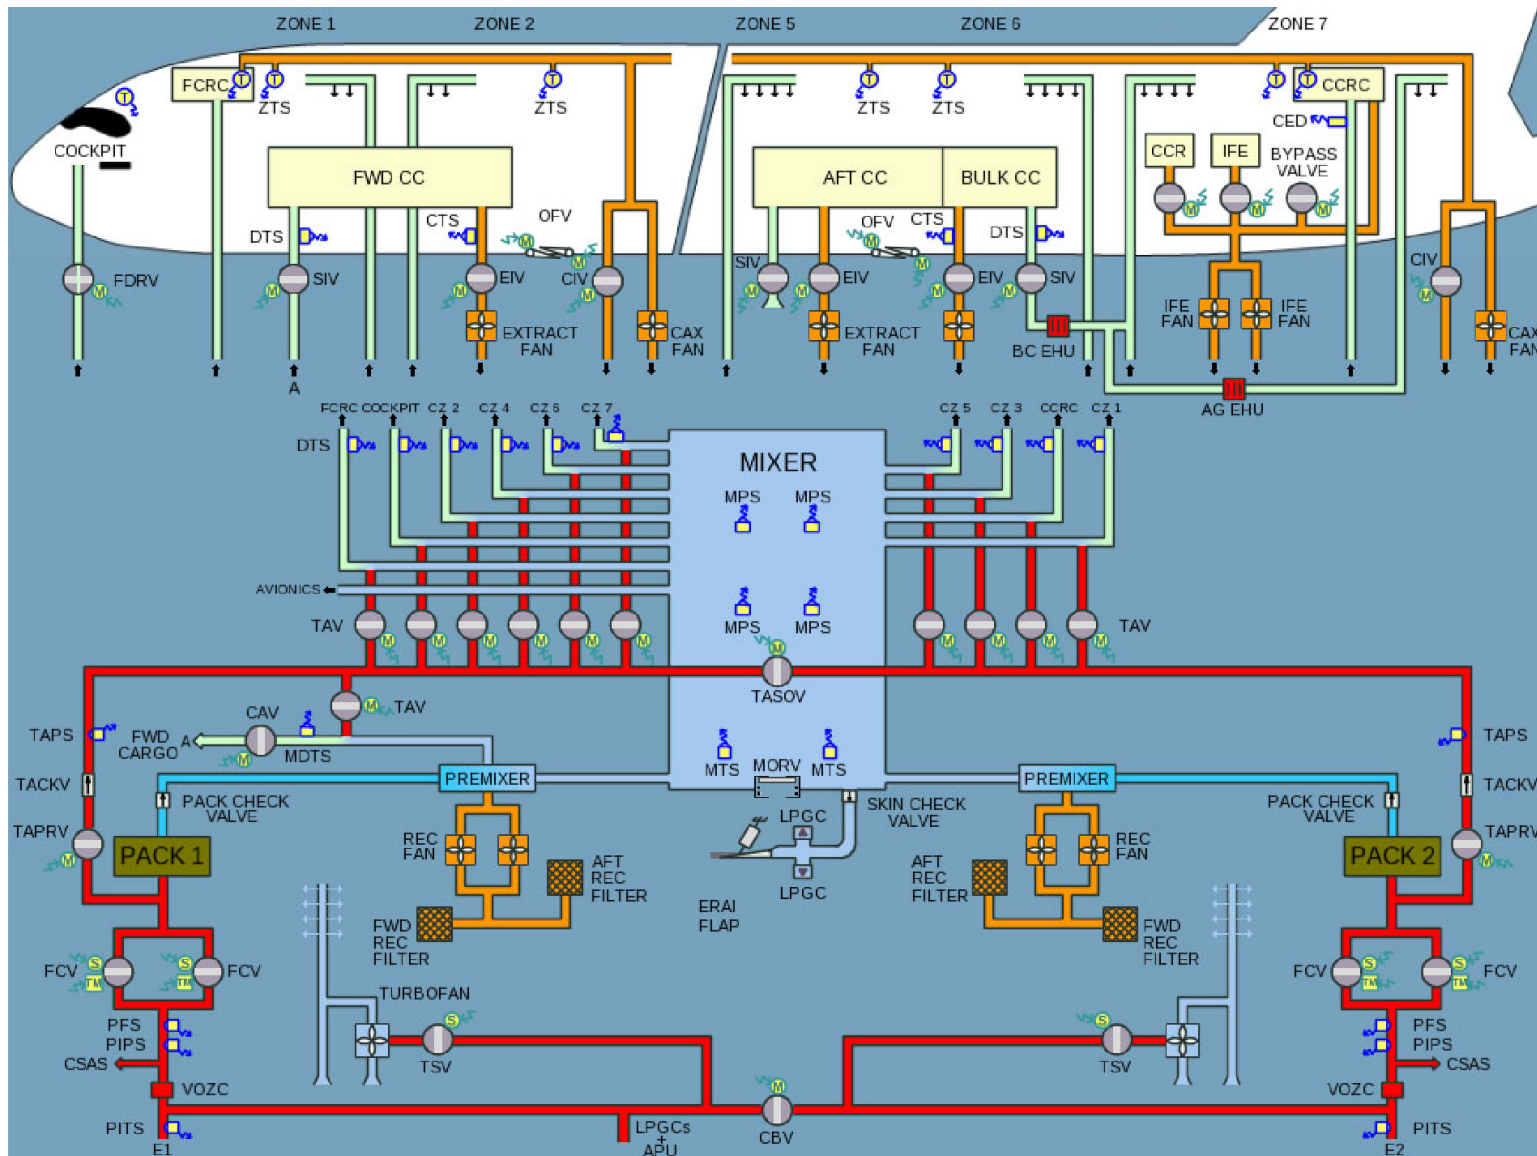 ZONE 1 ZONE 2 ZONE 5 ZONE 6 ZONE 7
FCRC T T T T T T T CCRC
T ZTS ZTS ZTS ZTS
CED
COCKPIT
CCR IFE BYPASS
VALVE
FWD CC AFT CC BULK CC
M M M
DTS CTS OFV OFV CTS DTS
M M
FDRV SIV EIV CIV SIV EIV EIV SIV CIV
M M M M M M M M M M
EXTRACT
FAN
CAX
FAN
EXTRACT
FAN
BC EHU
IFE
FAN
IFE
FAN
CAX
FAN
A
AG EHU
FCRC COCKPIT CZ 2 CZ 4 CZ 6 CZ 7 CZ 5 CZ 3 CCRC CZ 1
DTS
MIXER
MPS MPS
AVIONICS
MPS MPS
TAV TAV
M M M M M M M M M M
M
TASOV
CAV TAV
M
TAPS FWD
CARGO A
MDTS
M
TAPS
MTS MORV MTS
TACKV PREMIXER PREMIXER TACKV
PACK CHECK
VALVE
LPGC
SKIN CHECK
VALVE
PACK CHECK
VALVE
TAPRV TAPRV
M M
PACK 1 REC
FAN
REC
FAN
PACK 2
AFT
REC
FILTER
LPGC
AFT
REC
FILTER
ERAI
FLAP
FWD
REC
FILTER
FWD
REC
FILTER
FCV S TM S TM FCV FCV S TM S TM FCV
TURBOFAN
S S
PFS PFS
PIPS PIPS
CSAS TSV TSV CSAS
VOZC VOZC
M
PITS CBV PITS
LPGCs
+
APU
E1 E2